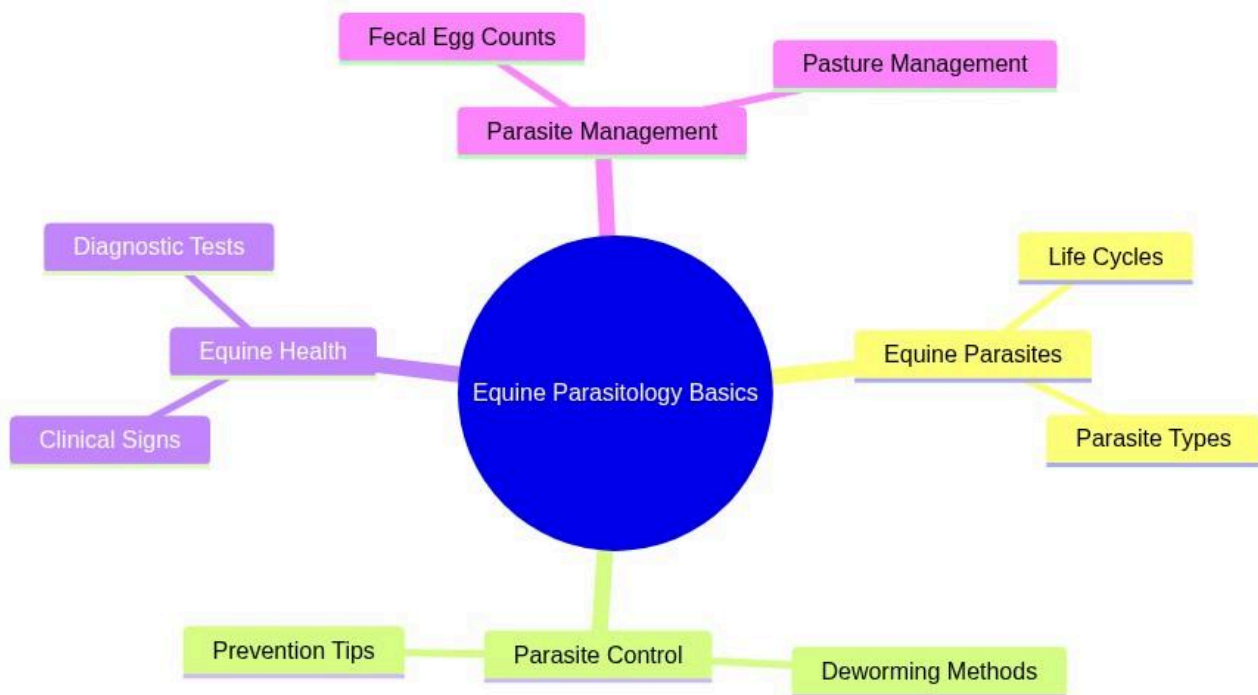 Fecal Egg Counts
Pasture Management
Parasite Management
Diagnostic Tests
Life Cycles
Equine Health
Equine Parasites
Equine Parasitology Basics
Clinical Signs
Parasite Types
Prevention Tips
Parasite Control
Deworming Methods